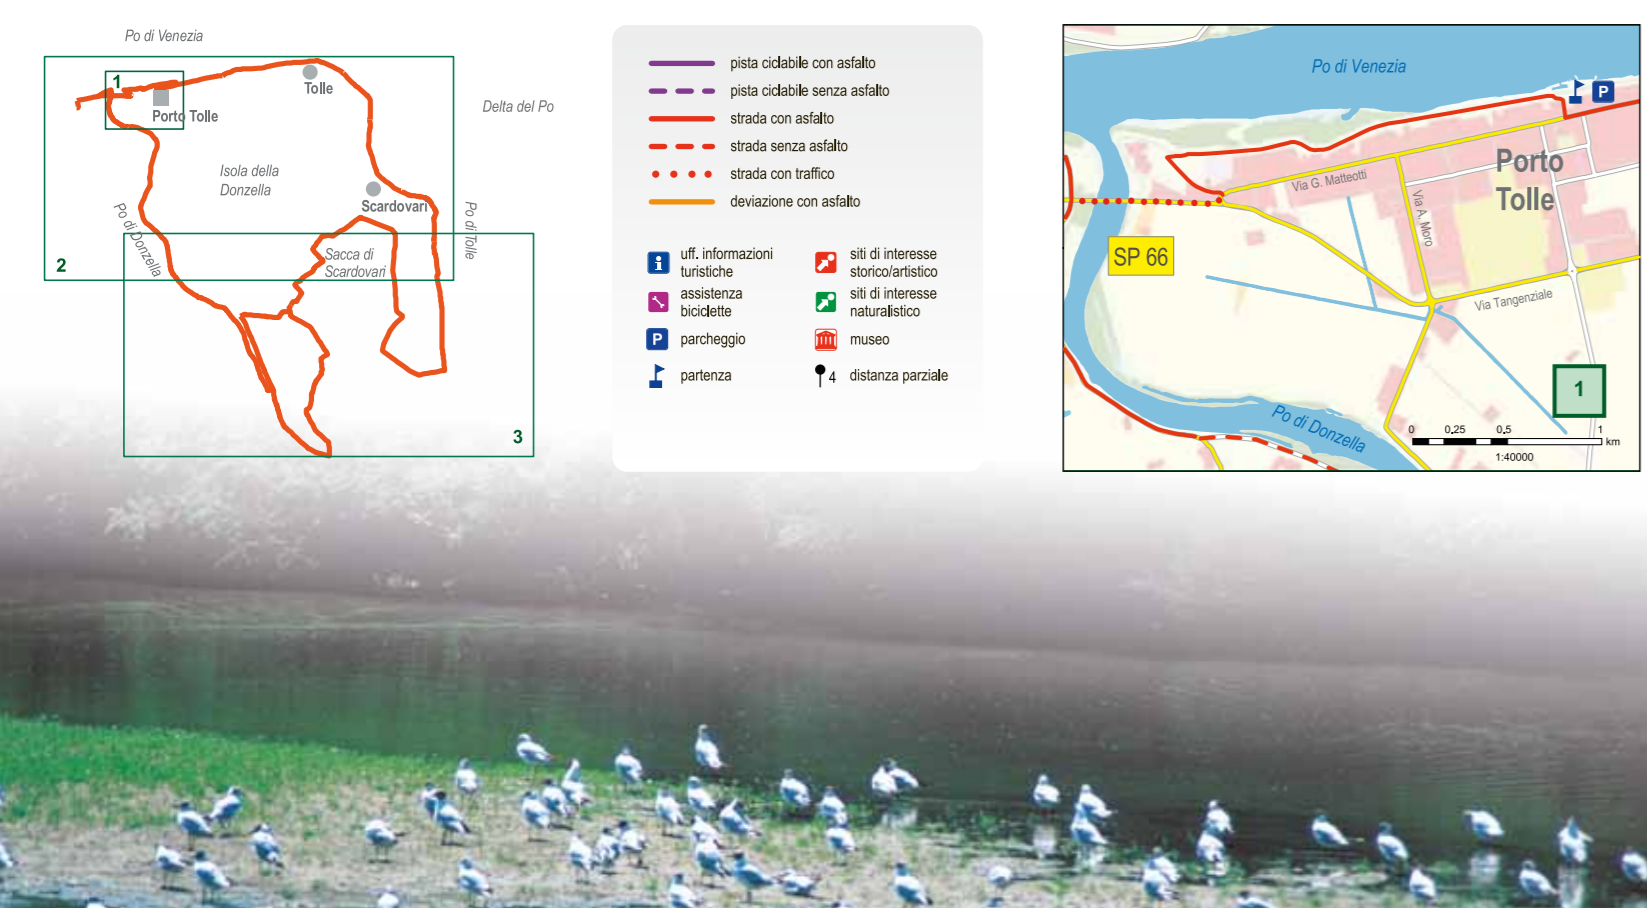 Po di Venezia
1
Tolle
Porto Tolle
Delta del Po
Isola della
Donzella
Scardovari
Po di Donzella
Po di Tolle
Sacca di
Scardovari
2
3
pista ciclabile con asfalto
pista ciclabile senza asfalto
strada con asfalto
strada senza asfalto
strada con traffico
deviazione con asfalto
i
uff. informazioni
turistiche
siti di interesse
storico/artistico
assistenza
biciclette
siti di interesse
naturalistico
P
parcheggio
museo
partenza
4
distanza parziale
Po di Venezia
P
Porto
Tolle
Via G. Matteotti
Via A. Moro
SP 66
Via Tangenziale
1
Po di Donzella
0 0,25 0,5 1
km
1:40000